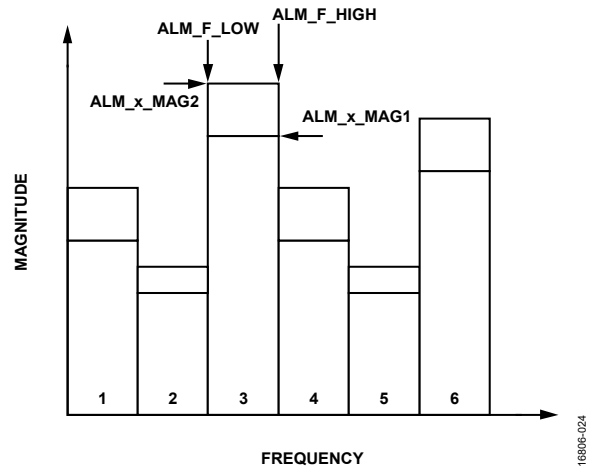 ALM_F_HIGH
ALM_F_LOW
ALM_x_MAG2
ALM_x_MAG1
MAGNITUDE
1 2 3 4 5 6
FREQUENCY
16806-024